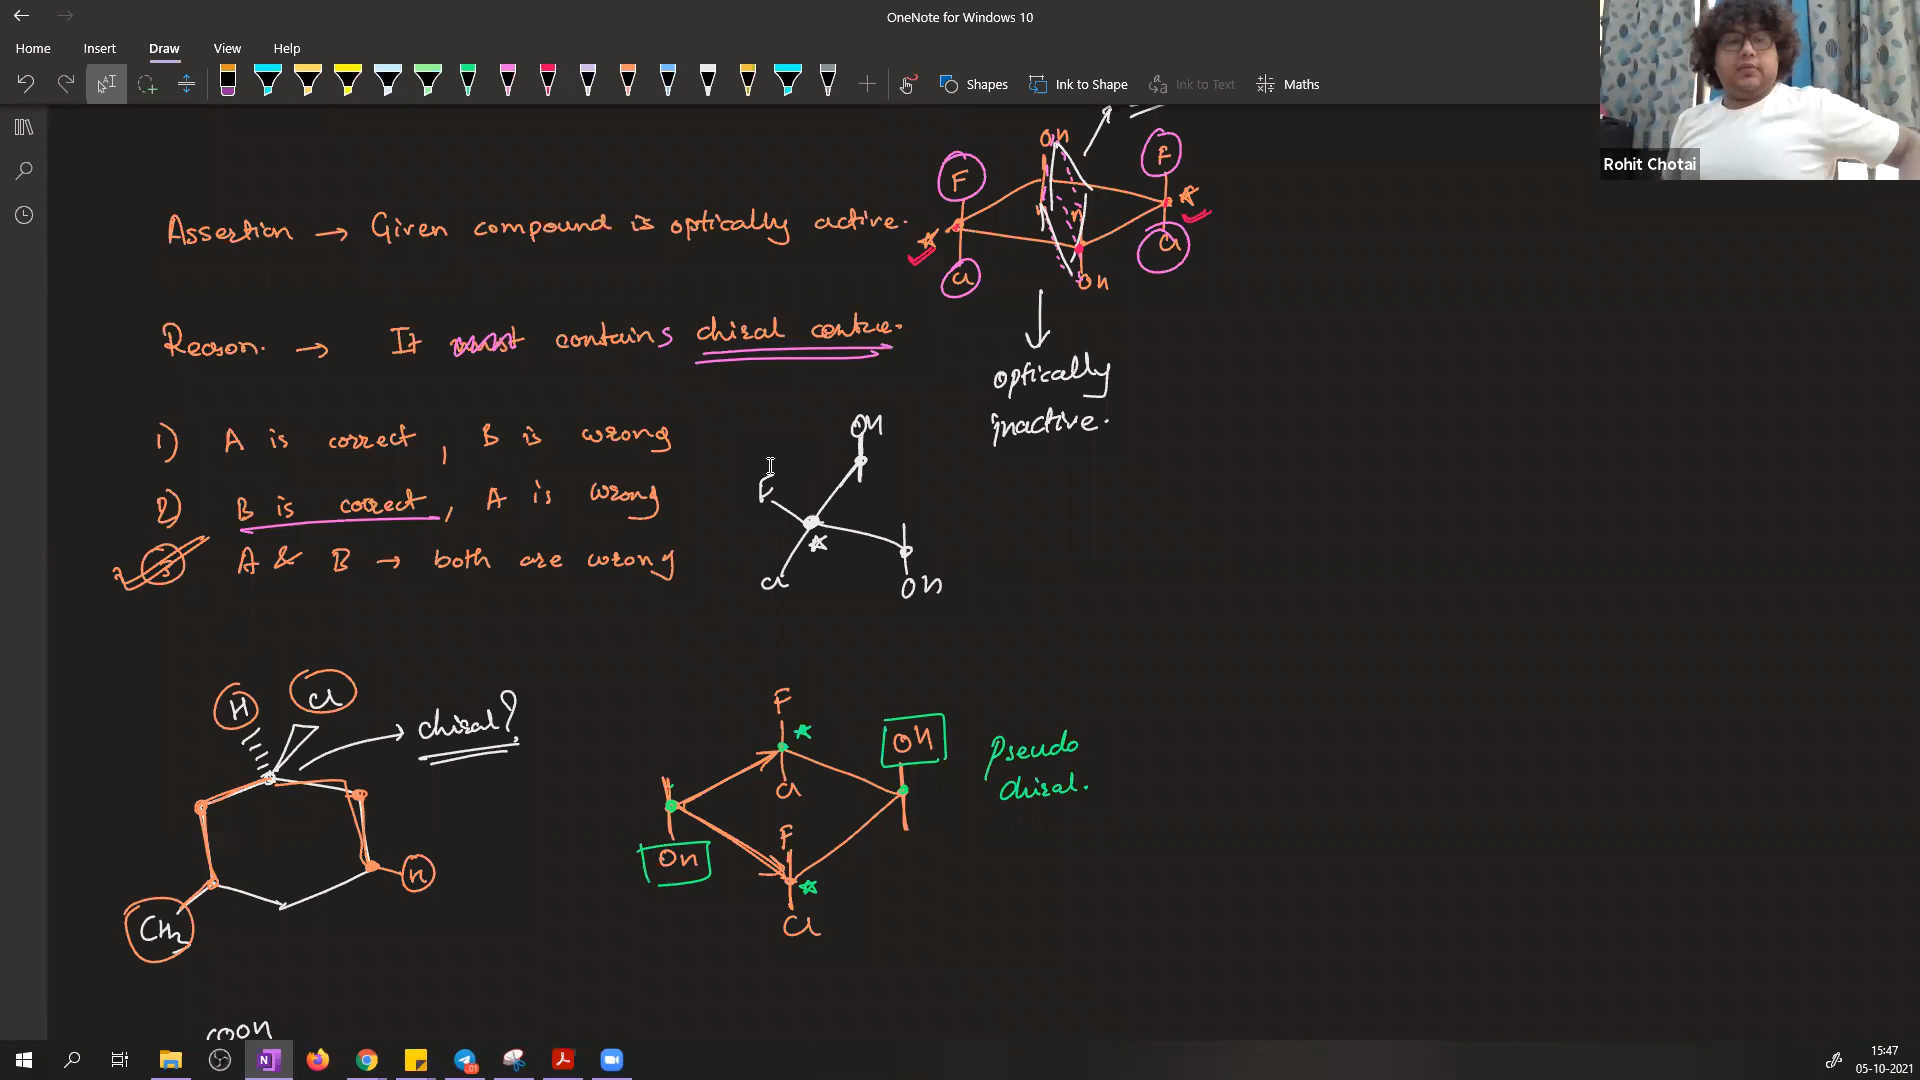 OneNote for Windows 10
Home Insert Draw View Help
Shapes Ink to Shape Ink to Text Maths
Rohit Chotai
OH
F
F
Assertion → Given compound is optically active.
H
H
Cl
Cl
OH
Reason. → It contains chiral centre.
optically
inactive.
1) A is correct, B is wrong
2) B is correct, A is wrong
3) A & B → both are wrong
OH
F
Cl
OH
H
Cl
chiral?
F
OH
Pseudo
chiral.
Cl
F
OH
H
CH3
Cl
COOH
15:47
05-10-2021